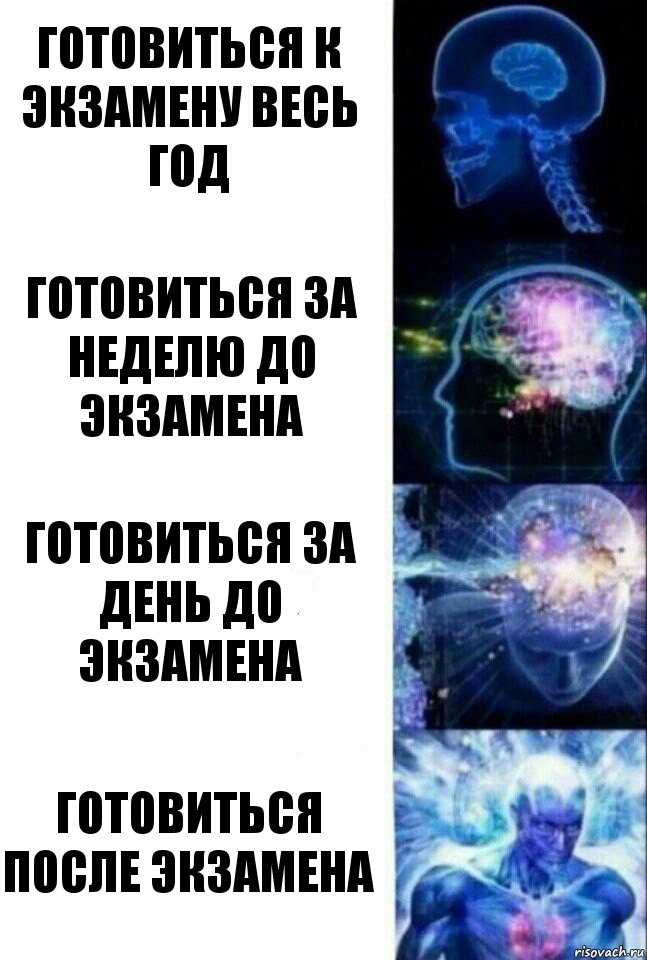 ГОТОВИТЬСЯ К
ЭКЗАМЕНУ ВЕСЬ
ГОД
ГОТОВИТЬСЯ ЗА
НЕДЕЛЮ ДО
ЭКЗАМЕНА
ГОТОВИТЬСЯ ЗА
ДЕНЬ ДО
ЭКЗАМЕНА
ГОТОВИТЬСЯ
ПОСЛЕ ЭКЗАМЕНА
risovach.ru